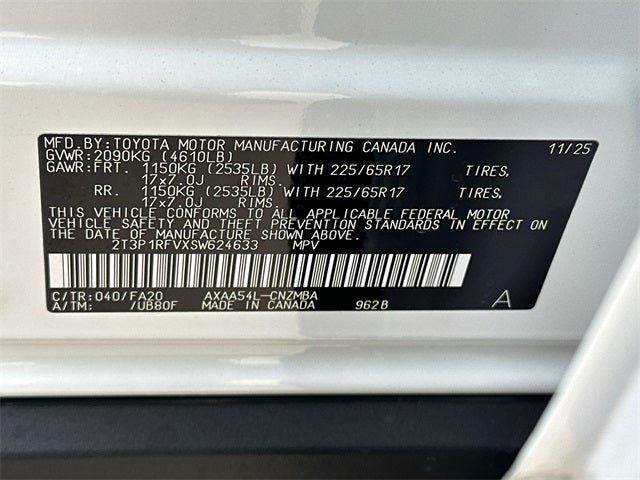 MFD. BY: TOYOTA MOTOR MANUFACTURING CANADA INC. 11/25
GVWR: 2090KG (4610LB)
GAWR: FRT. 1150KG (2535LB) WITH 225/65R17 TIRES,
17x7.0J RIMS.
RR. 1150KG (2535LB) WITH 225/65R17 TIRES,
17x7.0J RIMS.
THIS VEHICLE CONFORMS TO ALL APPLICABLE FEDERAL MOTOR
VEHICLE SAFETY AND THEFT PREVENTION STANDARDS IN EFFECT ON
THE DATE OF MANUFACTURE SHOWN ABOVE.
2T3P1RFVXSW624633 MPV
C/TR: 040/FA20 AXAA54L-CNZMBA
A/TM: /UB80F MADE IN CANADA 962B A